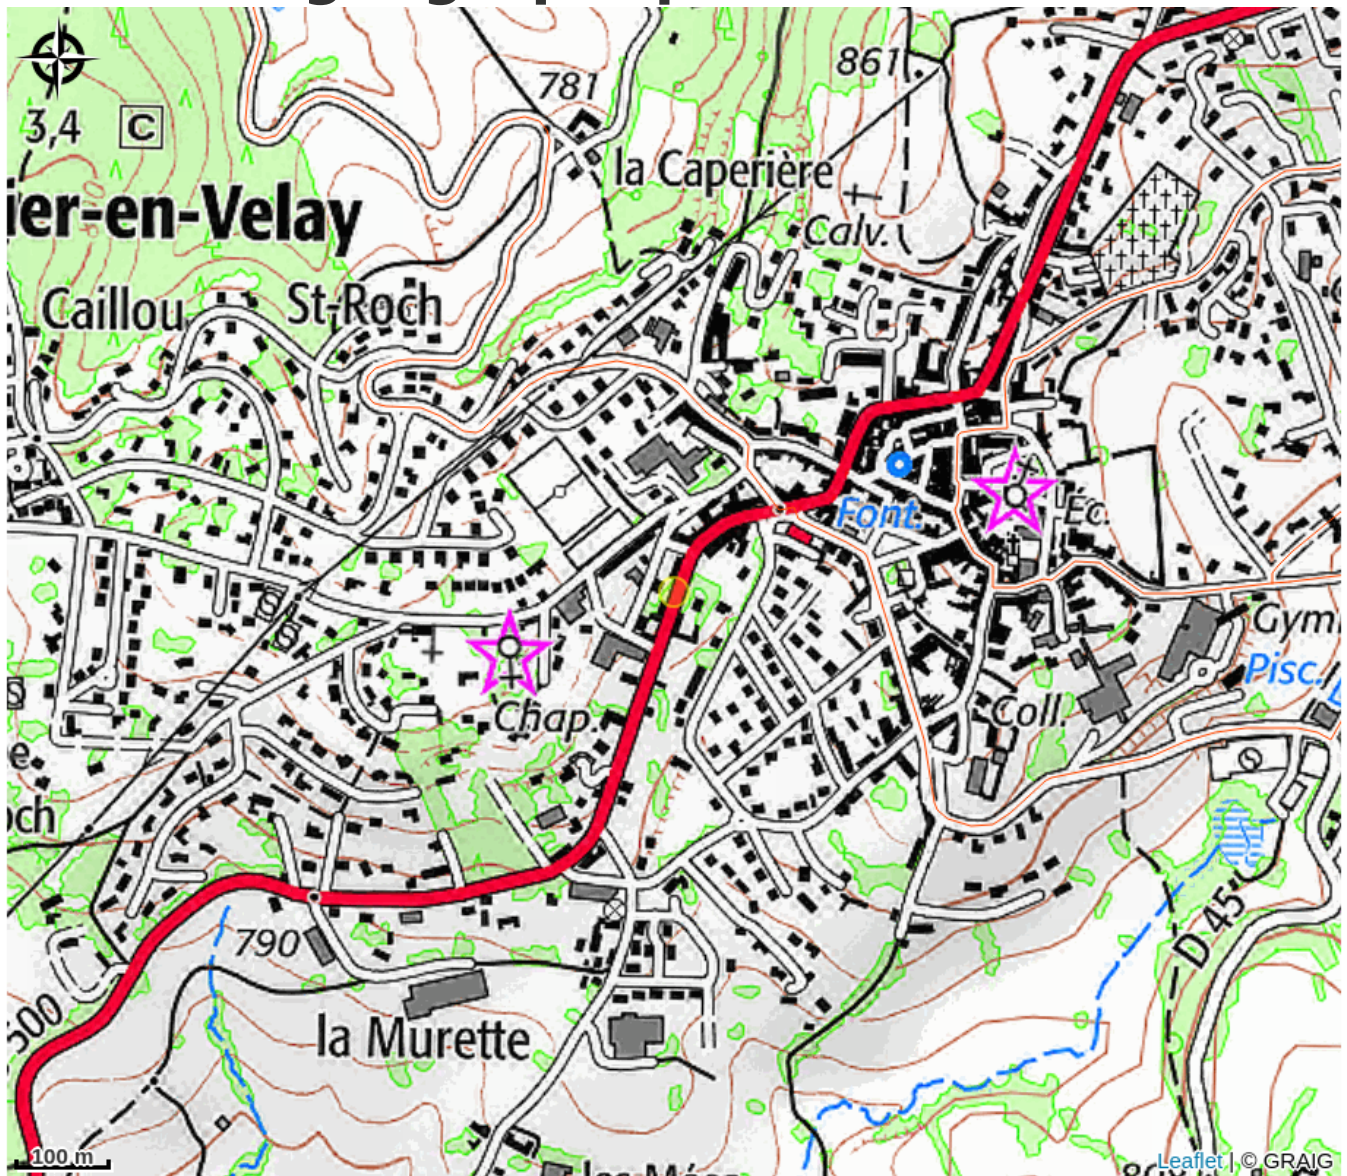 781
861
3,4 C
la Caperière
ier-en-Velay
Calv.
Caillou
St-Roch
Font.
Ec.
Gym
Pisc.
Chap.
Coll.
e
och
D 45
790
500
la Murette
100 m
Leaflet | © GRAIG